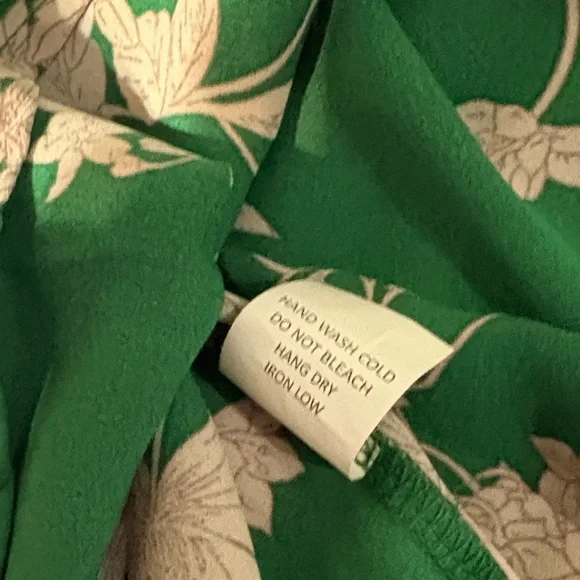 HAND WASH COLD
DO NOT BLEACH
HANG DRY
IRON LOW